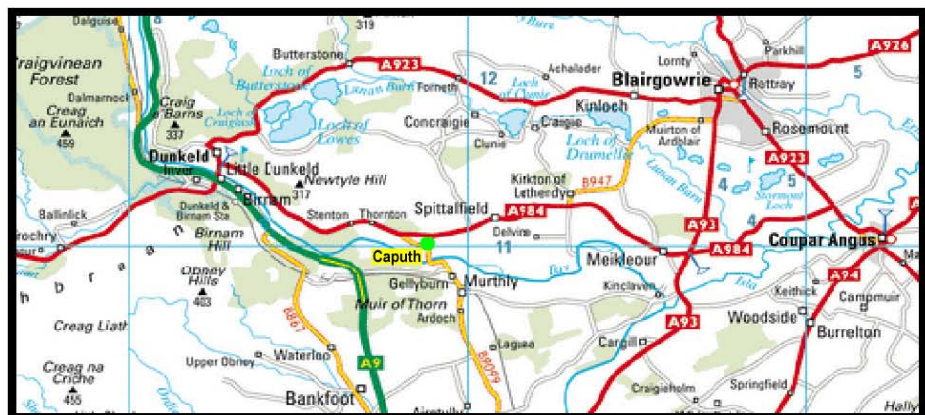 Dalguise
8
319
Butterstone
A923
Lornty
Parkhill
A926
5
Craigvinean
Forest
Loch of
Butterstone
Lunan Burn
Forneth
12
Achalader
Loch
of Clunie
Blairgowrie
Rattray
Dalmarnock
Creag
an Eunaich
459
Craig
a Barns
337
Loch of
Craiglush
Loch of
Lowes
Concraigie
Clunie
Craigie
Kinloch
Loch of
Drumellie
Muirton of
Ardblair
Rosemount
A923
Dunkeld
Inver
Little Dunkeld
Newtyle Hill
317
Kirkton of
Lethendy
B947
Lunan Burn
4
5
Stormont
Loch
Birnam
Dunkeld &
Birnam Sta
Ballinlick
Trochry
Birnam
Hill
Stenton
Thornton
Spittalfield
A984
Delvine
11
A93
4
A984
Coupar Angus
Caputh
Meikleour
Obney
Hills
403
Gellyburn
Murthly
Muir of Thorn
Ardoch
Kinclaven
Isla
Keithick
A94
Campmuir
Woodside
Burrelton
Creag Liath
B867
A9
B9099
A93
Cargill
Upper Obney
Waterloo
Creag na
Criche
455
Bankfoot
Airntully
Craigieholm
Springfield